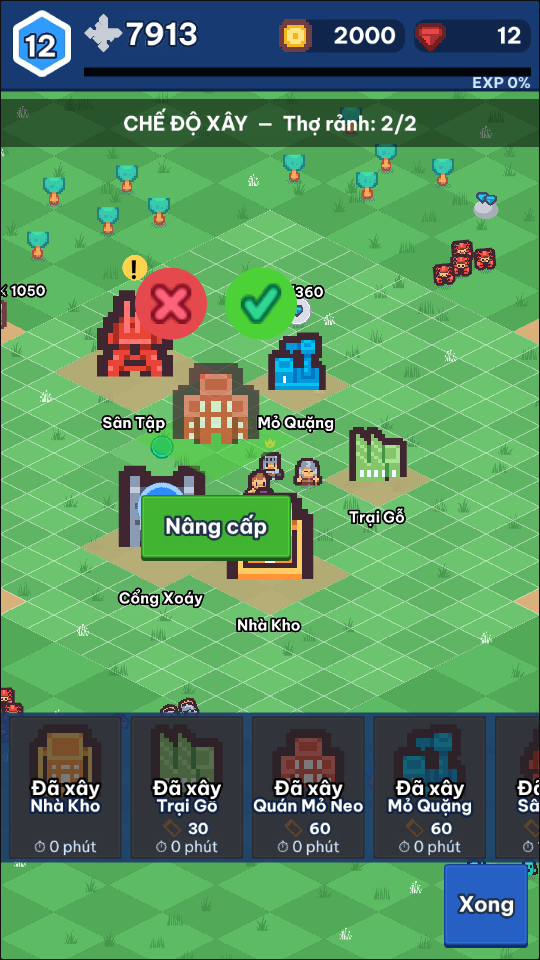 12
7913
2000
12
EXP 0%
CHẾ ĐỘ XÂY — Thợ rảnh: 2/2
!
1050
360
Sân Tập
Mỏ Quặng
Trại Gỗ
Nâng cấp
Cổng Xoáy
Nhà Kho
Đã xây
Nhà Kho
0 phút
Đã xây
Trại Gỗ
30
0 phút
Đã xây
Quán Mỏ Neo
60
0 phút
Đã xây
Mỏ Quặng
60
0 phút
Xong